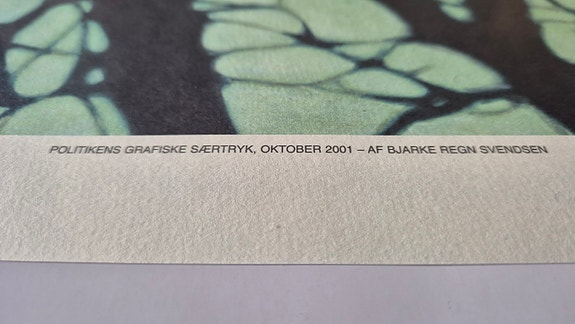 POLITIKENS GRAFISKE SÆRTRYK, OKTOBER 2001 – AF BJARKE REGN SVENDSEN